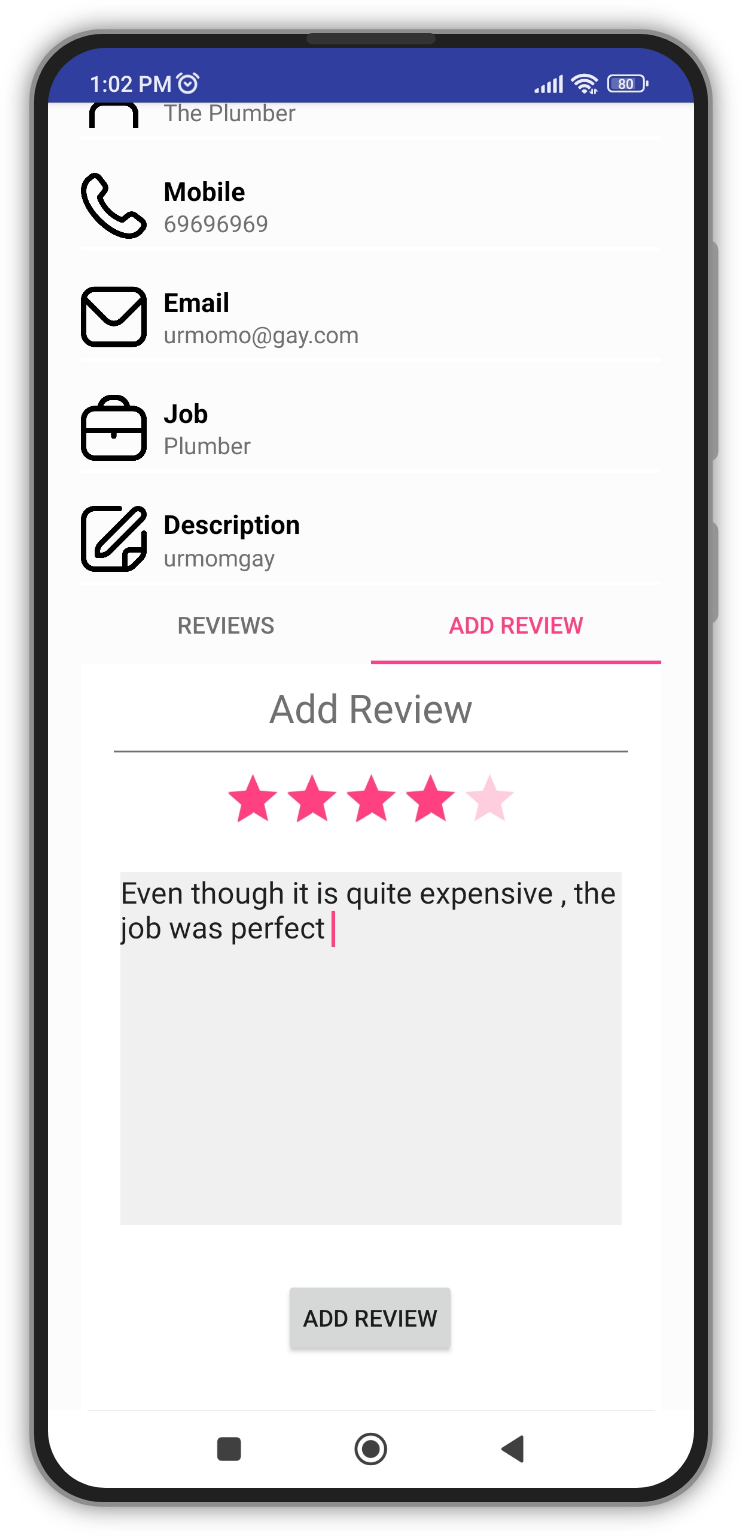 1:02 PM
80
The Plumber
Mobile
69696969
Email
urmomo@gay.com
Job
Plumber
Description
urmomgay
REVIEWS ADD REVIEW
Add Review
Even though it is quite expensive , the
job was perfect
ADD REVIEW